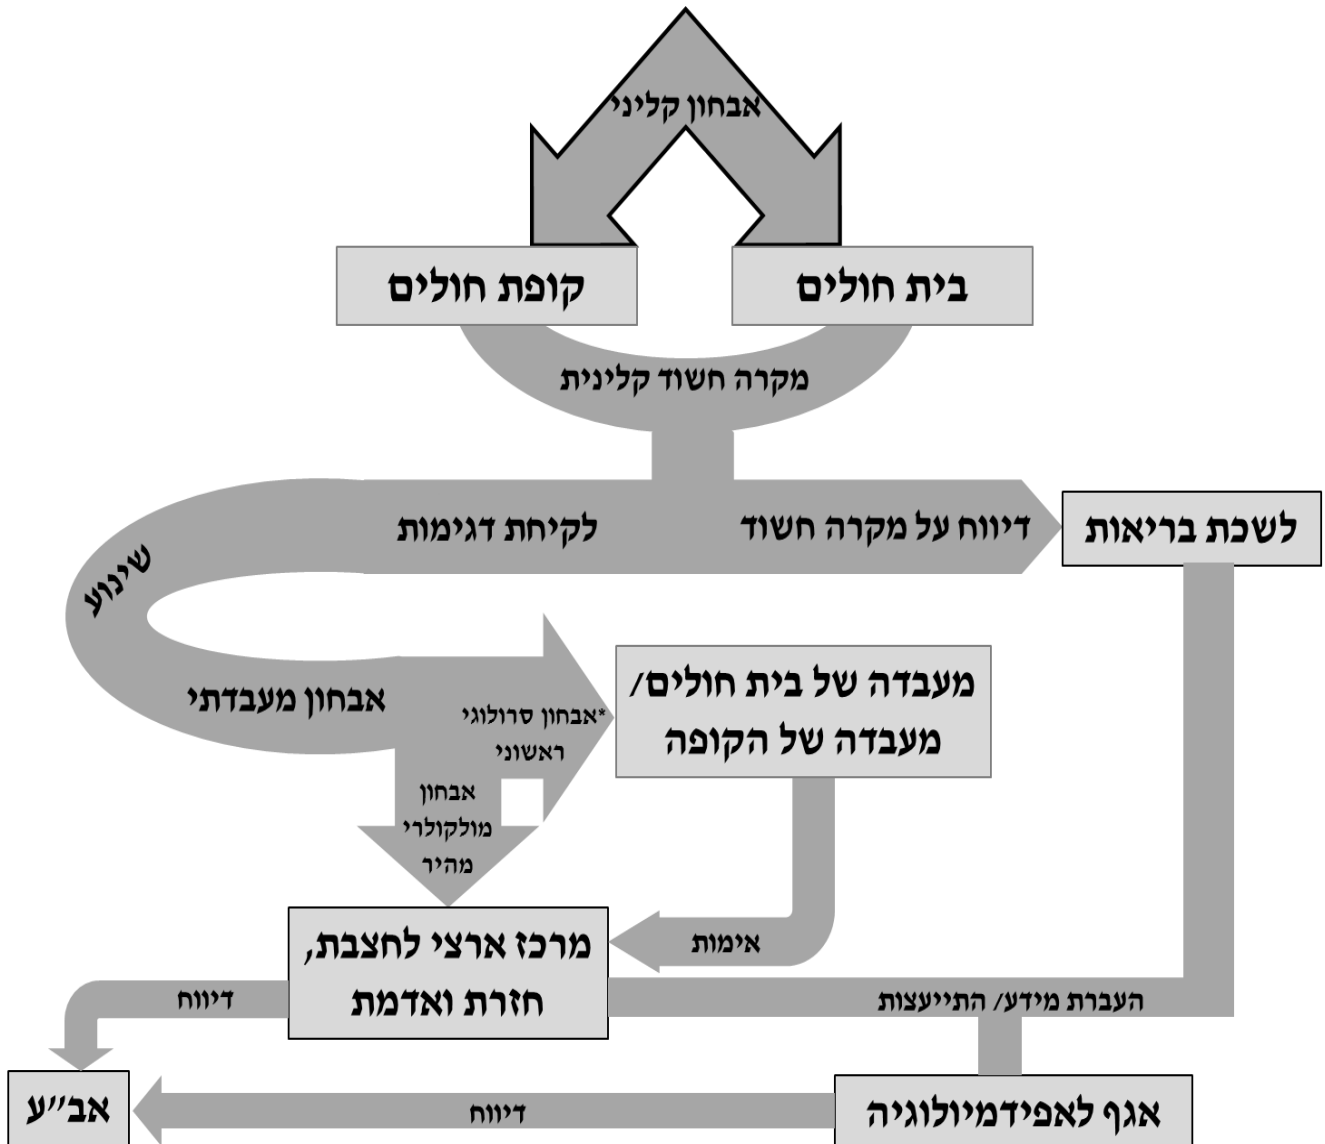 אבחון קליני
בית חולים
קופת חולים
מקרה חשוד קלינית
דיווח על מקרה חשוד
לקיחת דגימות
לשכת בריאות
שינוע
אבחון מעבדתי
*אבחון סרולוגי
ראשוני
מעבדה של בית חולים/
מעבדה של הקופה
אבחון
מולקולרי
מהיר
אימות
מרכז ארצי לחצבת,
חזרת ואדמת
העברת מידע/ התייעצות
דיווח
אגף לאפידמיולוגיה
דיווח
אב״ע